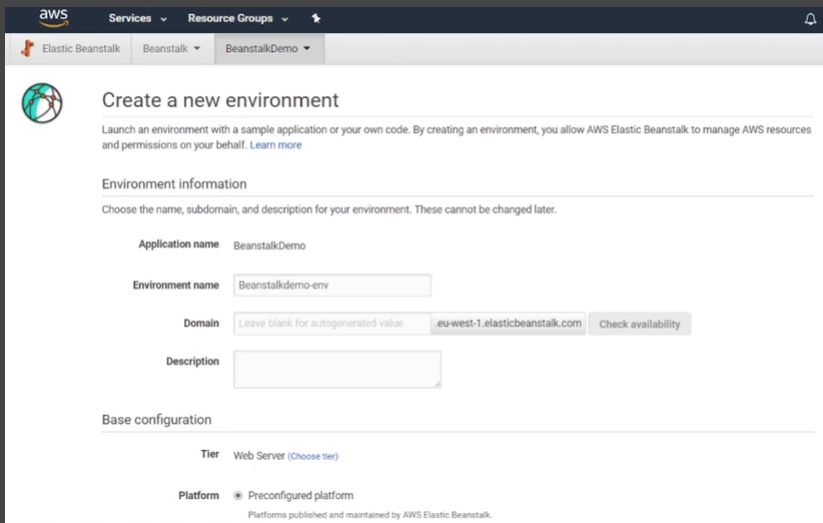 aws Services Resource Groups
Elastic Beanstalk Beanstalk BeanstalkDemo
Create a new environment
Launch an environment with a sample application or your own code. By creating an environment, you allow AWS Elastic Beanstalk to manage AWS resources
and permissions on your behalf. Learn more
Environment information
Choose the name, subdomain, and description for your environment. These cannot be changed later.
Application name BeanstalkDemo
Environment name Beanstalkdemo-env
Domain Leave blank for autogenerated value .eu-west-1.elasticbeanstalk.com Check availability
Description
Base configuration
Tier Web Server (Choose tier)
Platform Preconfigured platform
Platforms published and maintained by AWS Elastic Beanstalk.